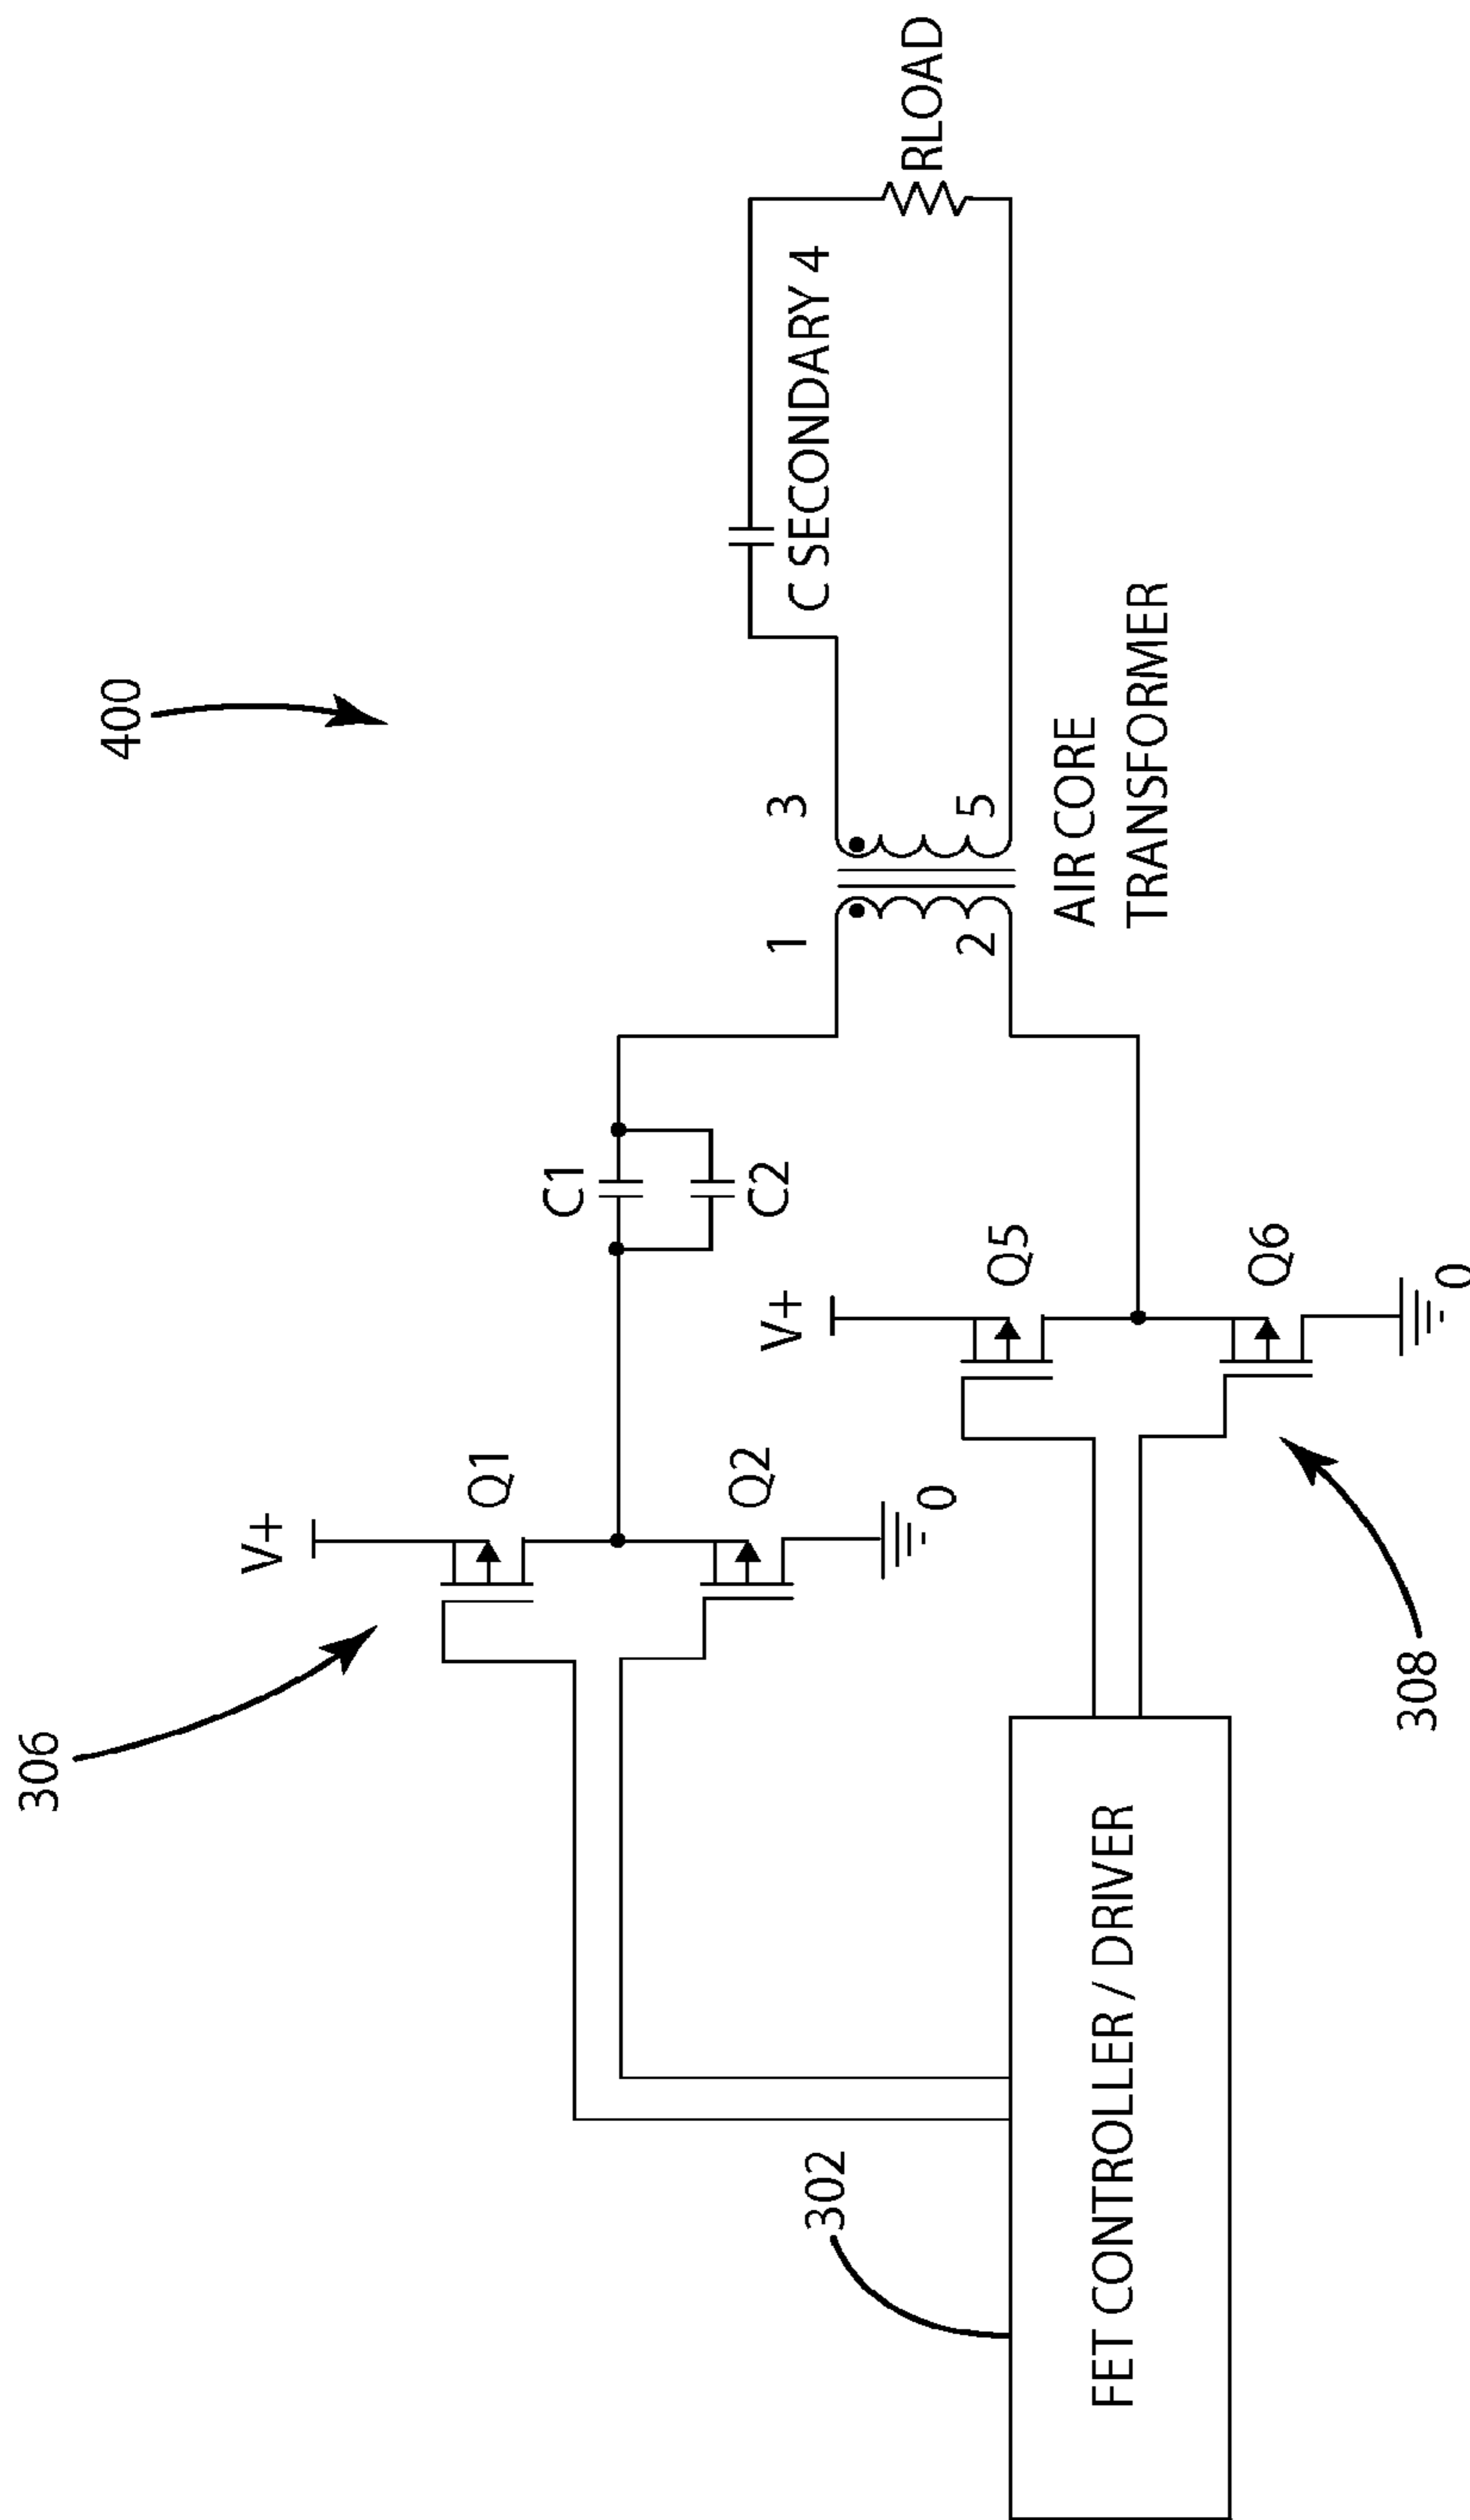 400
306
V+
Q1
Q2
0
C1
C2
V+
Q5
Q6
0
308
302
FET CONTROLLER / DRIVER
1
2
3
5
AIR CORE
TRANSFORMER
C SECONDARY 4
RLOAD